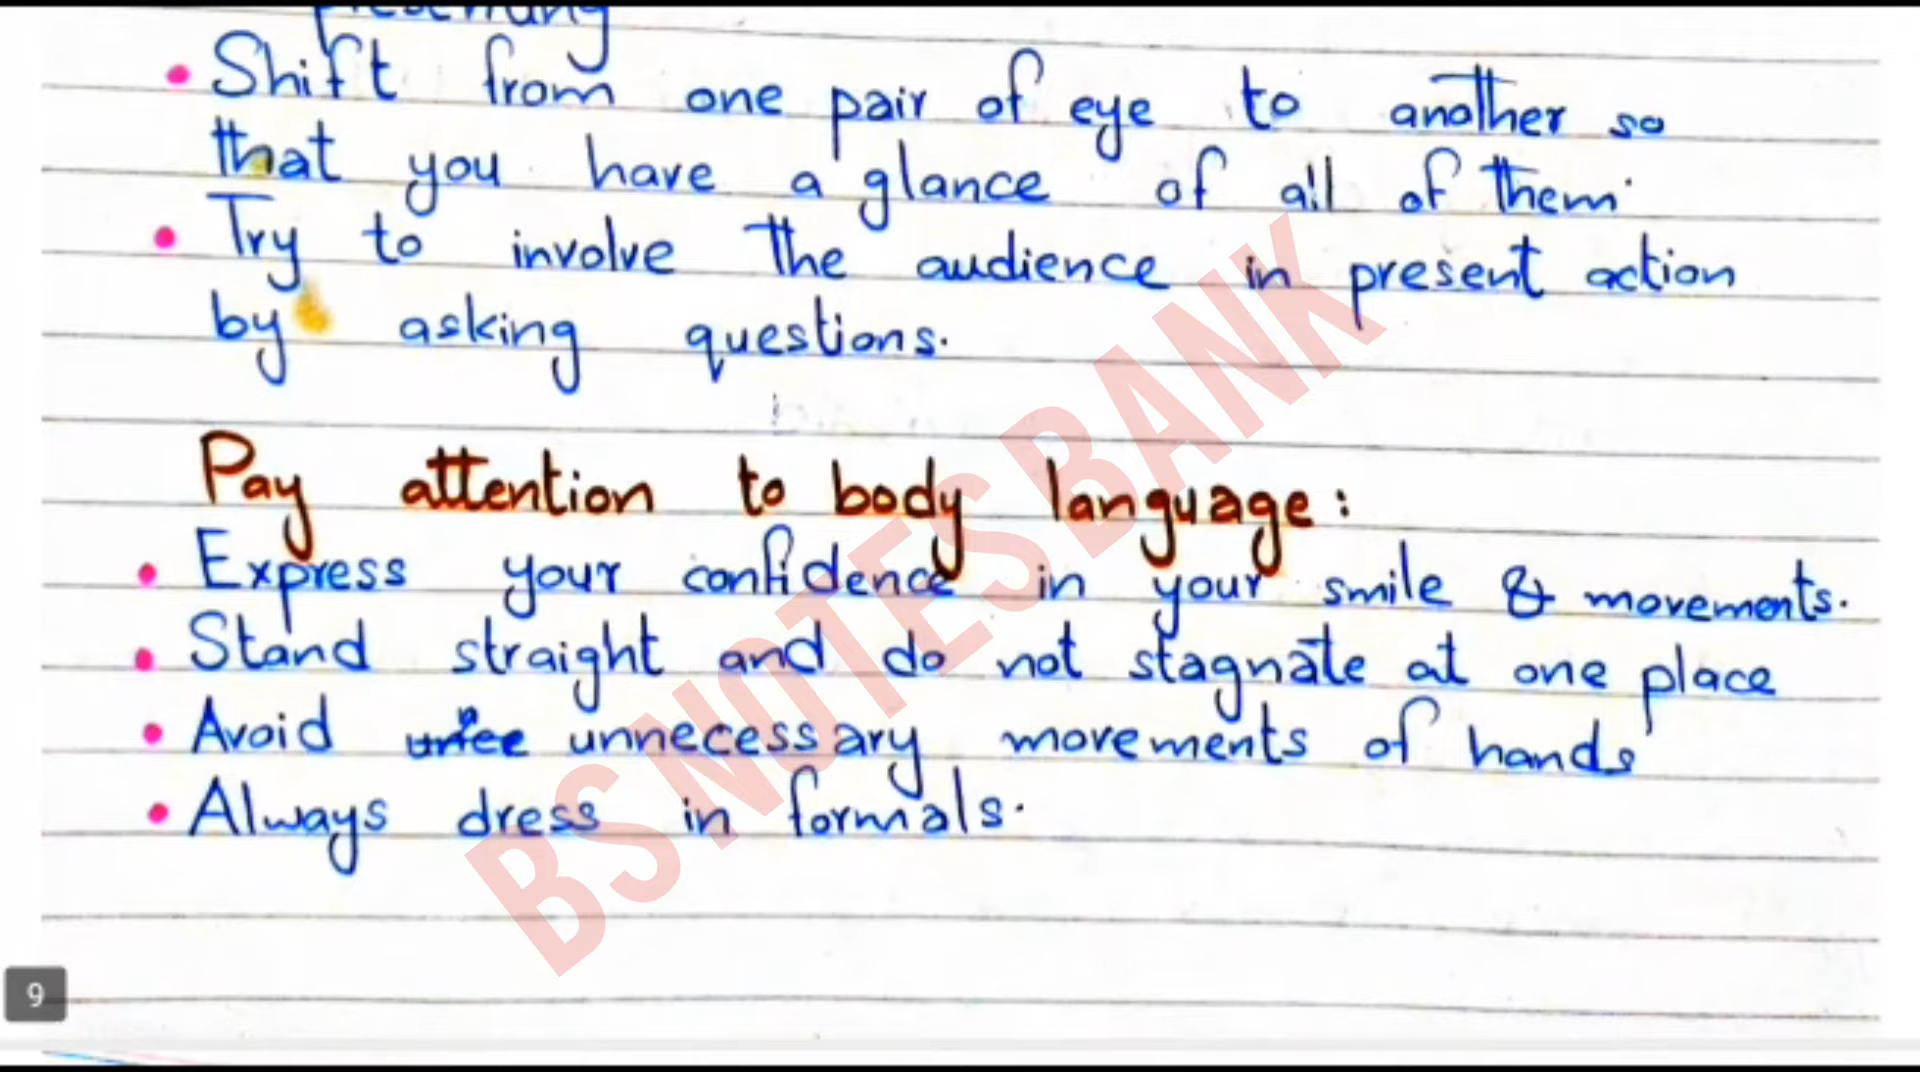 presenting
• Shift from one pair of eye to another so
that you have a glance of all of them.
• Try to involve the audience in present action
by asking questions.
Pay attention to body language:
• Express your confidence in your smile & movements.
• Stand straight and do not stagnate at one place
• Avoid unnecessary movements of hands
• Always dress in formals.
BSNOTESBANK
9